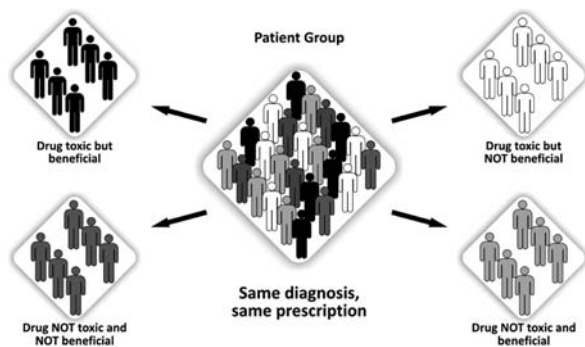 Patient Group
Drug toxic but
beneficial
Drug toxic but
NOT beneficial
Same diagnosis,
same prescription
Drug NOT toxic and
NOT beneficial
Drug NOT toxic and
beneficial